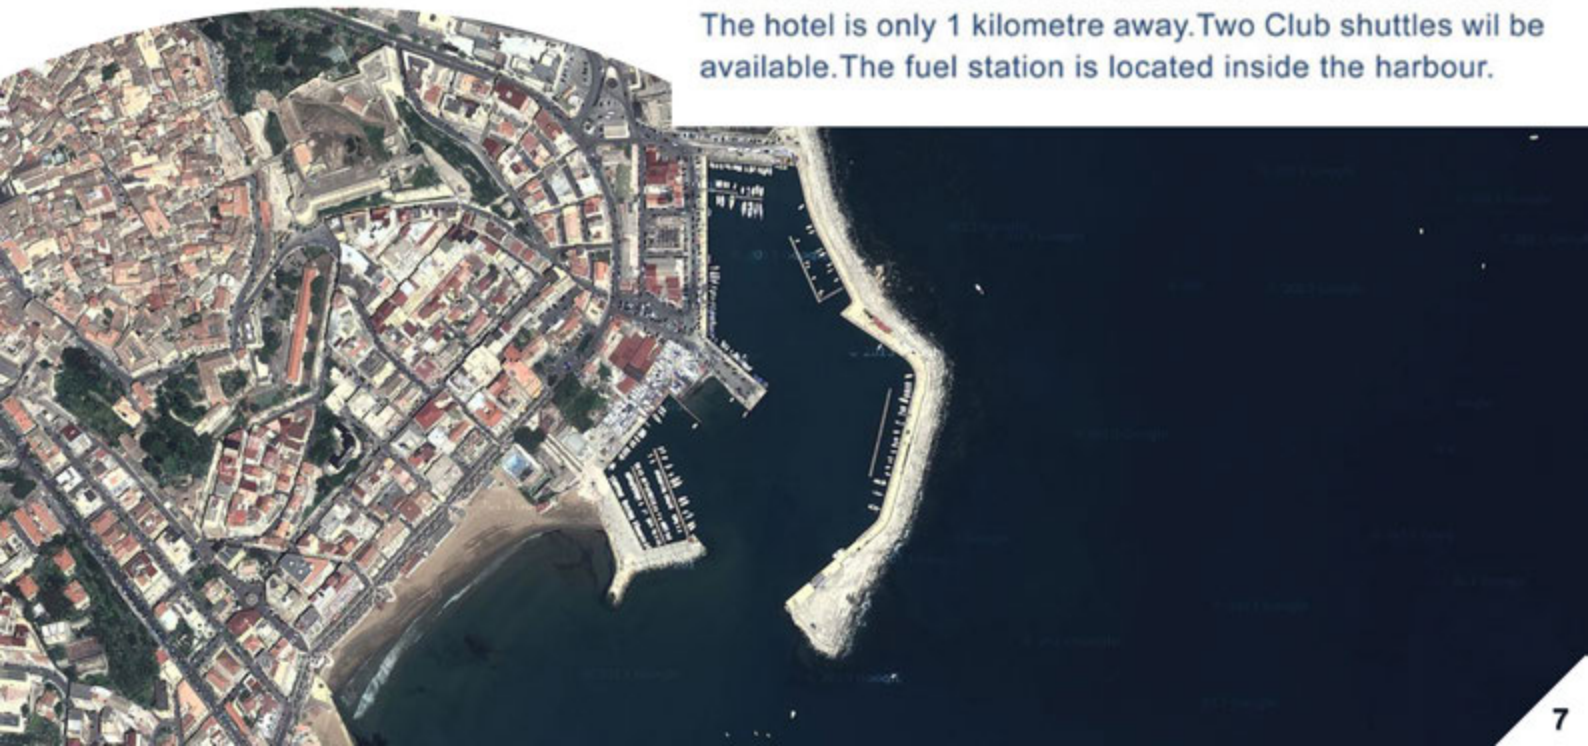 The hotel is only 1 kilometre away.Two Club shuttles wil be
available.The fuel station is located inside the harbour.
7